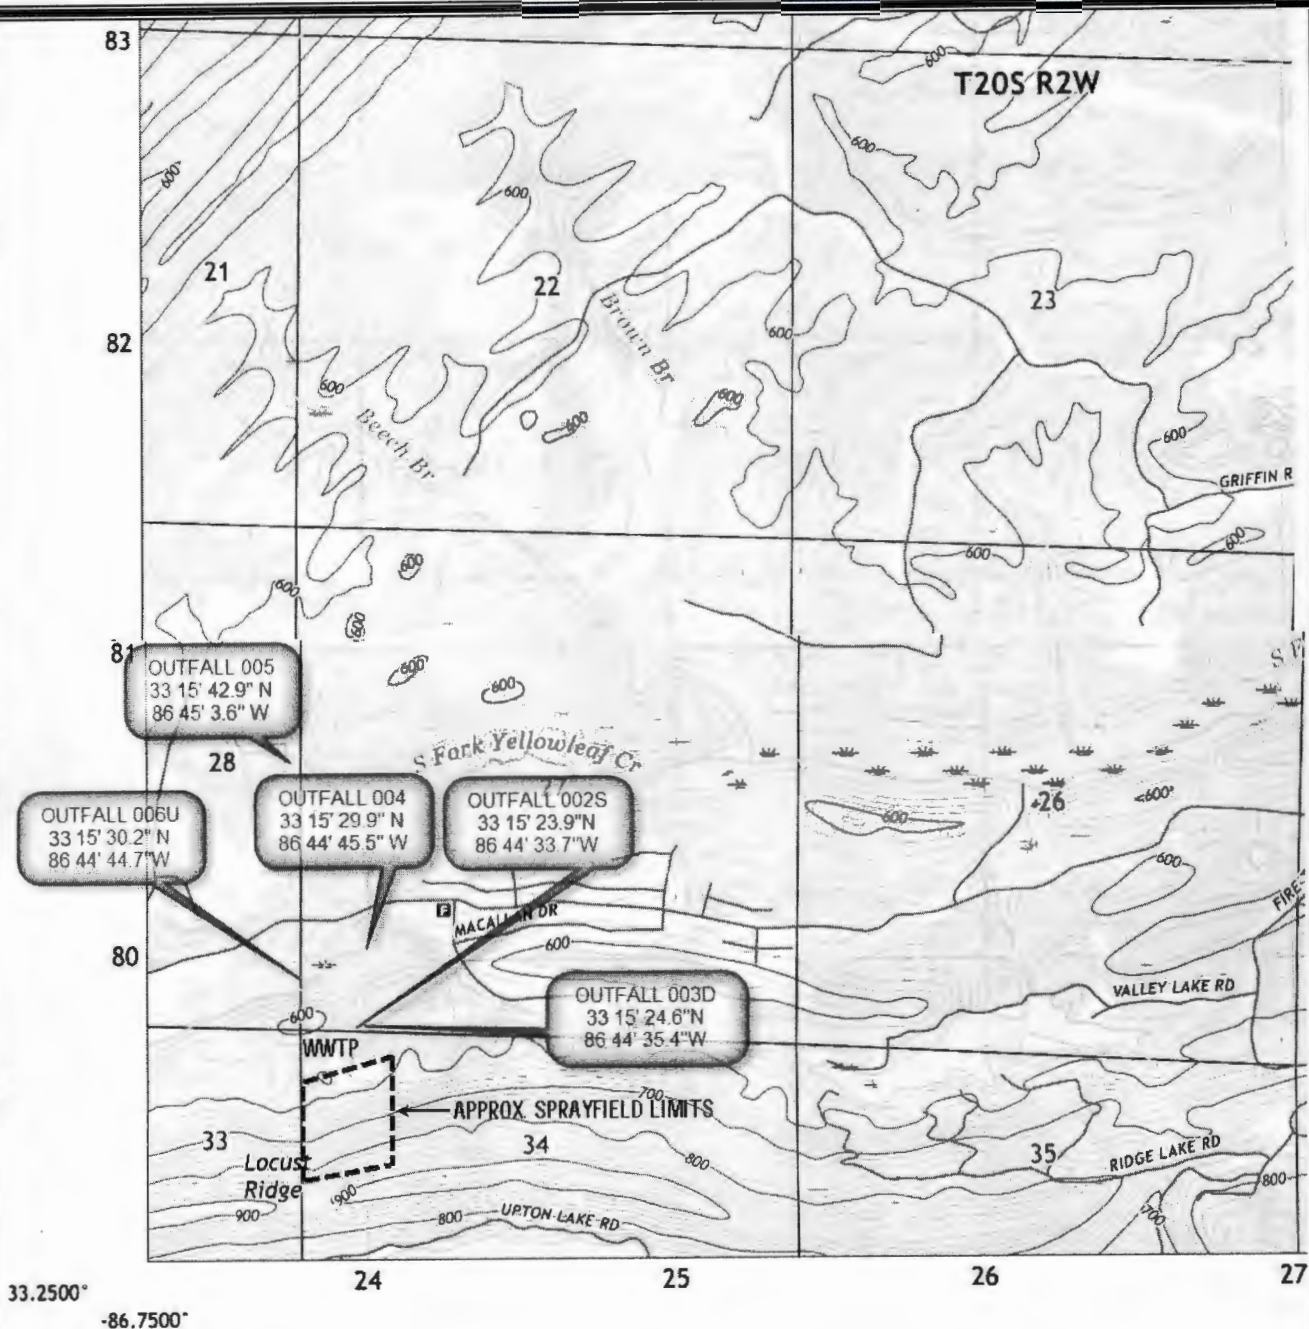 83
T20S R2W
600
600
600
600
21
22
23
Brown Br
82
600
600
600
600
600
Beech Br
600
GRIFFIN R
600
600
600
600
600
81
600
600
S F
OUTFALL 005
33 15' 42.9" N
86 45' 3.6" W
S Fork Yellowleaf Cr
28
27
26
600
600
OUTFALL 006U
33 15' 30.2" N
86 44' 44.7"W
OUTFALL 004
33 15' 29.9" N
86 44' 45.5" W
OUTFALL 002S
33 15' 23.9"N
86 44' 33.7"W
600
FIRE
F
MACALLAN DR
600
80
OUTFALL 003D
33 15' 24.6"N
86 44' 35.4"W
VALLEY LAKE RD
600
WWTP
700
APPROX. SPRAYFIELD LIMITS
33
34
35
RIDGE LAKE RD
Locust
Ridge
800
900
800
900
800
UPTON LAKE RD
700
24
25
26
27
33.2500°
-86.7500°